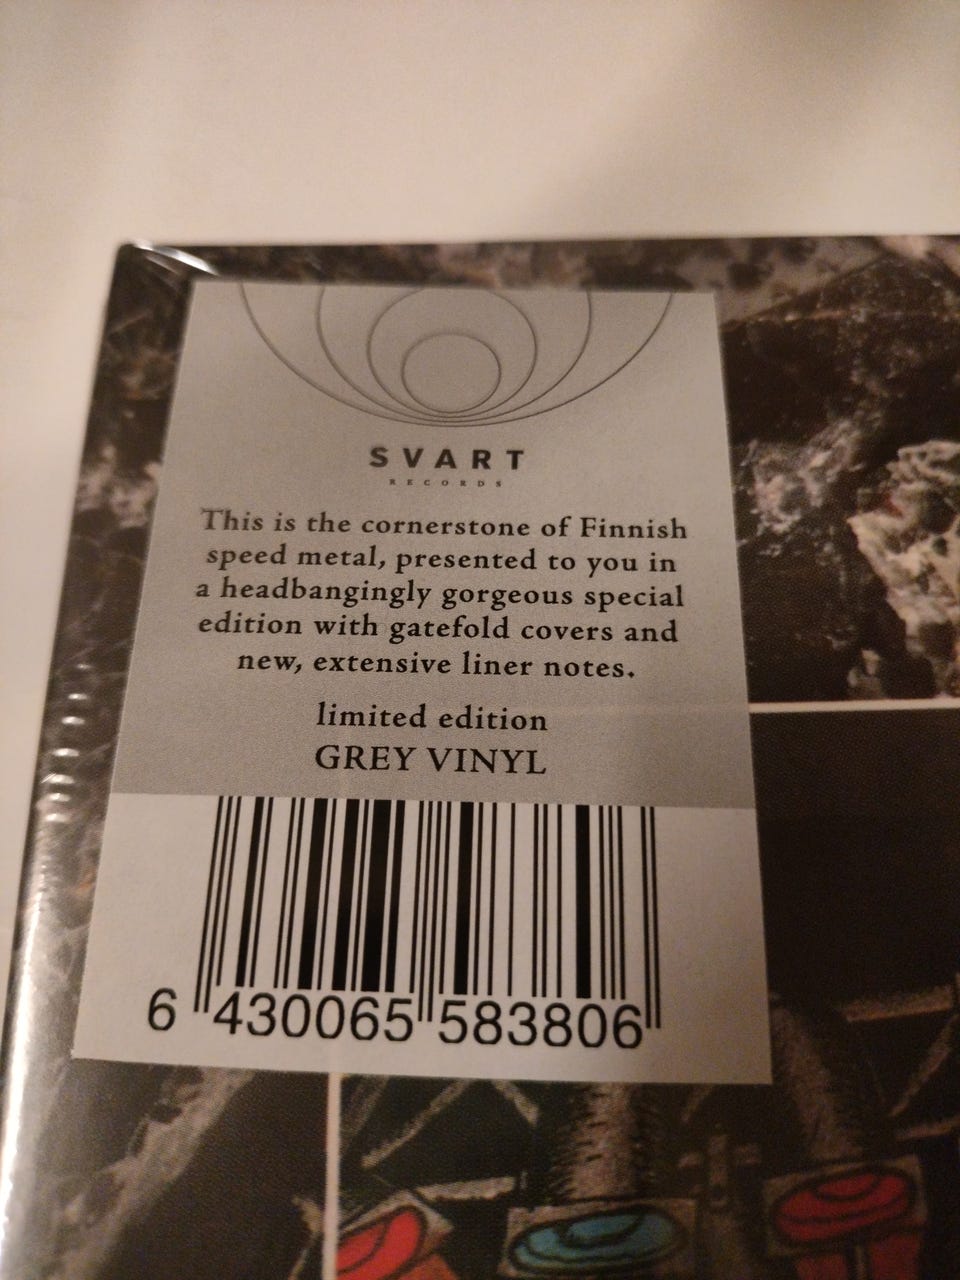 SVART
RECORDS
This is the cornerstone of Finnish
speed metal, presented to you in
a headbangingly gorgeous special
edition with gatefold covers and
new, extensive liner notes.
limited edition
GREY VINYL
6 430065 583806